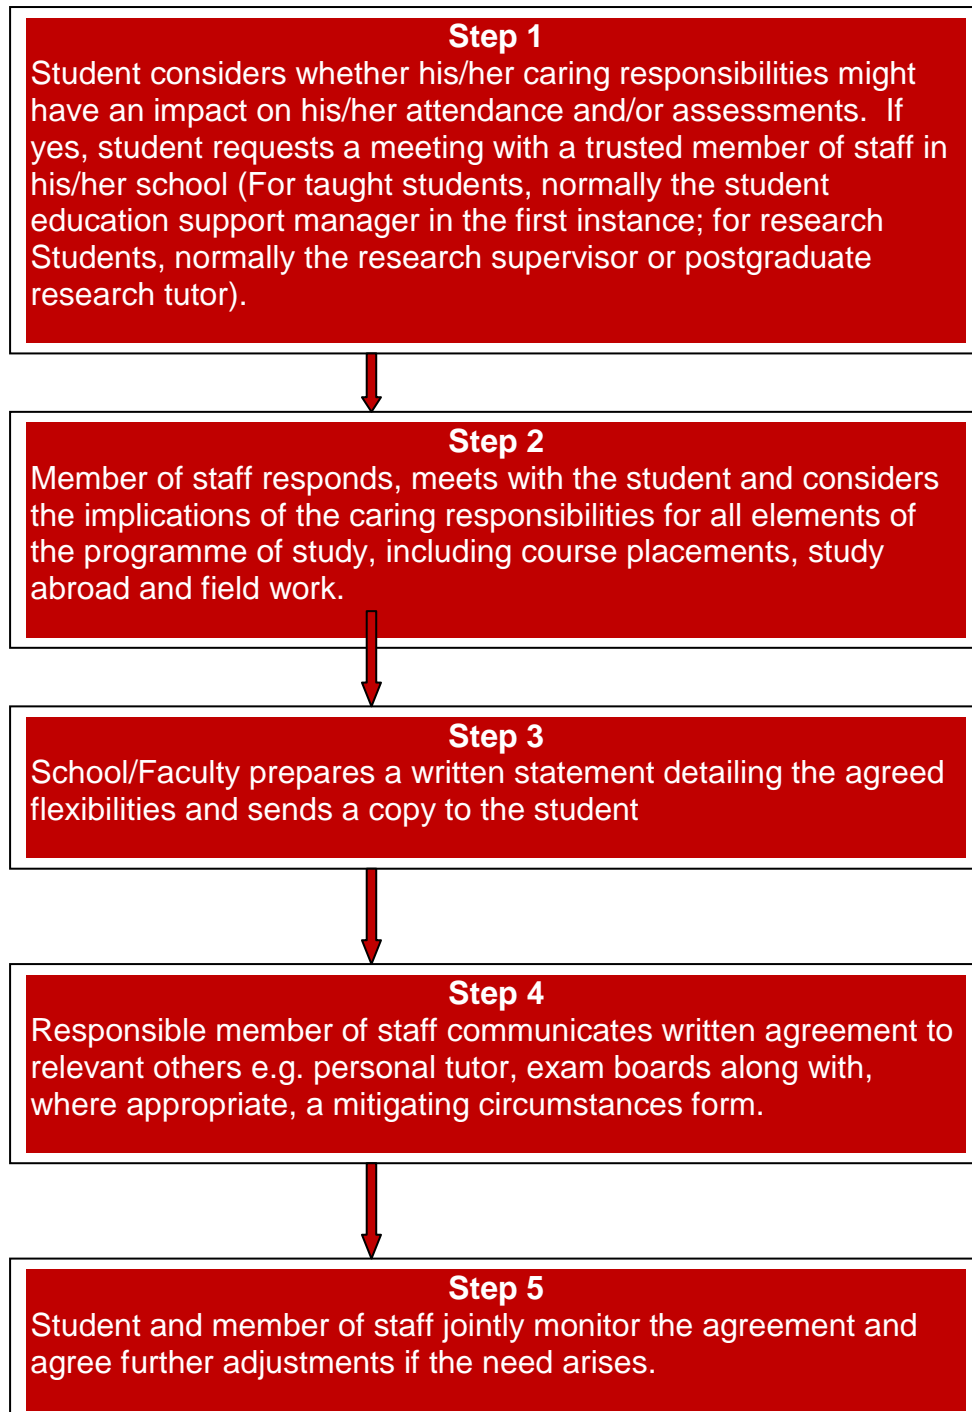 Step 1
Student considers whether his/her caring responsibilities might
have an impact on his/her attendance and/or assessments.  If
yes, student requests a meeting with a trusted member of staff in
his/her school (For taught students, normally the student
education support manager in the first instance; for research
Students, normally the research supervisor or postgraduate
research tutor).
Step 2
Member of staff responds, meets with the student and considers
the implications of the caring responsibilities for all elements of
the programme of study, including course placements, study
abroad and field work.
Step 3
School/Faculty prepares a written statement detailing the agreed
flexibilities and sends a copy to the student
Step 4
Responsible member of staff communicates written agreement to
relevant others e.g. personal tutor, exam boards along with,
where appropriate, a mitigating circumstances form.
Step 5
Student and member of staff jointly monitor the agreement and
agree further adjustments if the need arises.